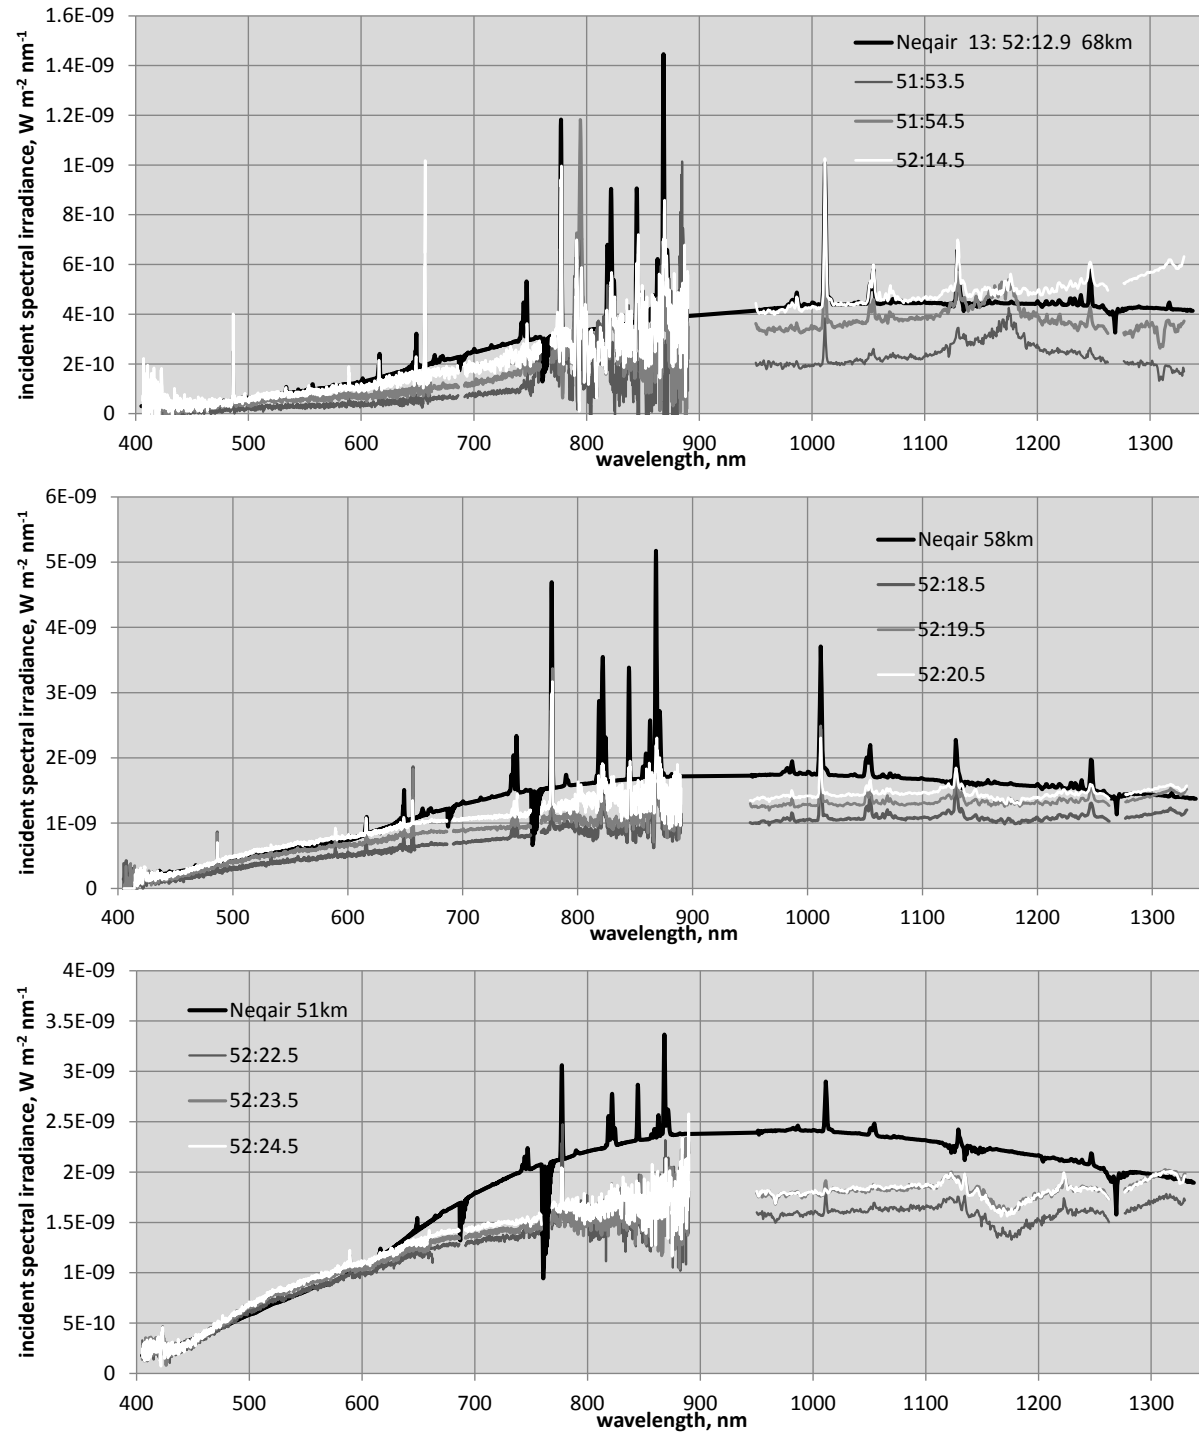 incident spectral irradiance, W m⁻² nm⁻¹
1.6E-09
1.4E-09
1.2E-09
1E-09
8E-10
6E-10
4E-10
2E-10
0
Neqair 13: 52:12.9 68km
51:53.5
51:54.5
52:14.5
400 500 600 700 800 900 1000 1100 1200 1300
wavelength, nm
incident spectral irradiance, W m⁻² nm⁻¹
6E-09
5E-09
4E-09
3E-09
2E-09
1E-09
0
Neqair 58km
52:18.5
52:19.5
52:20.5
400 500 600 700 800 900 1000 1100 1200 1300
wavelength, nm
incident spectral irradiance, W m⁻² nm⁻¹
4E-09
3.5E-09
3E-09
2.5E-09
2E-09
1.5E-09
1E-09
5E-10
0
Neqair 51km
52:22.5
52:23.5
52:24.5
400 500 600 700 800 900 1000 1100 1200 1300
wavelength, nm